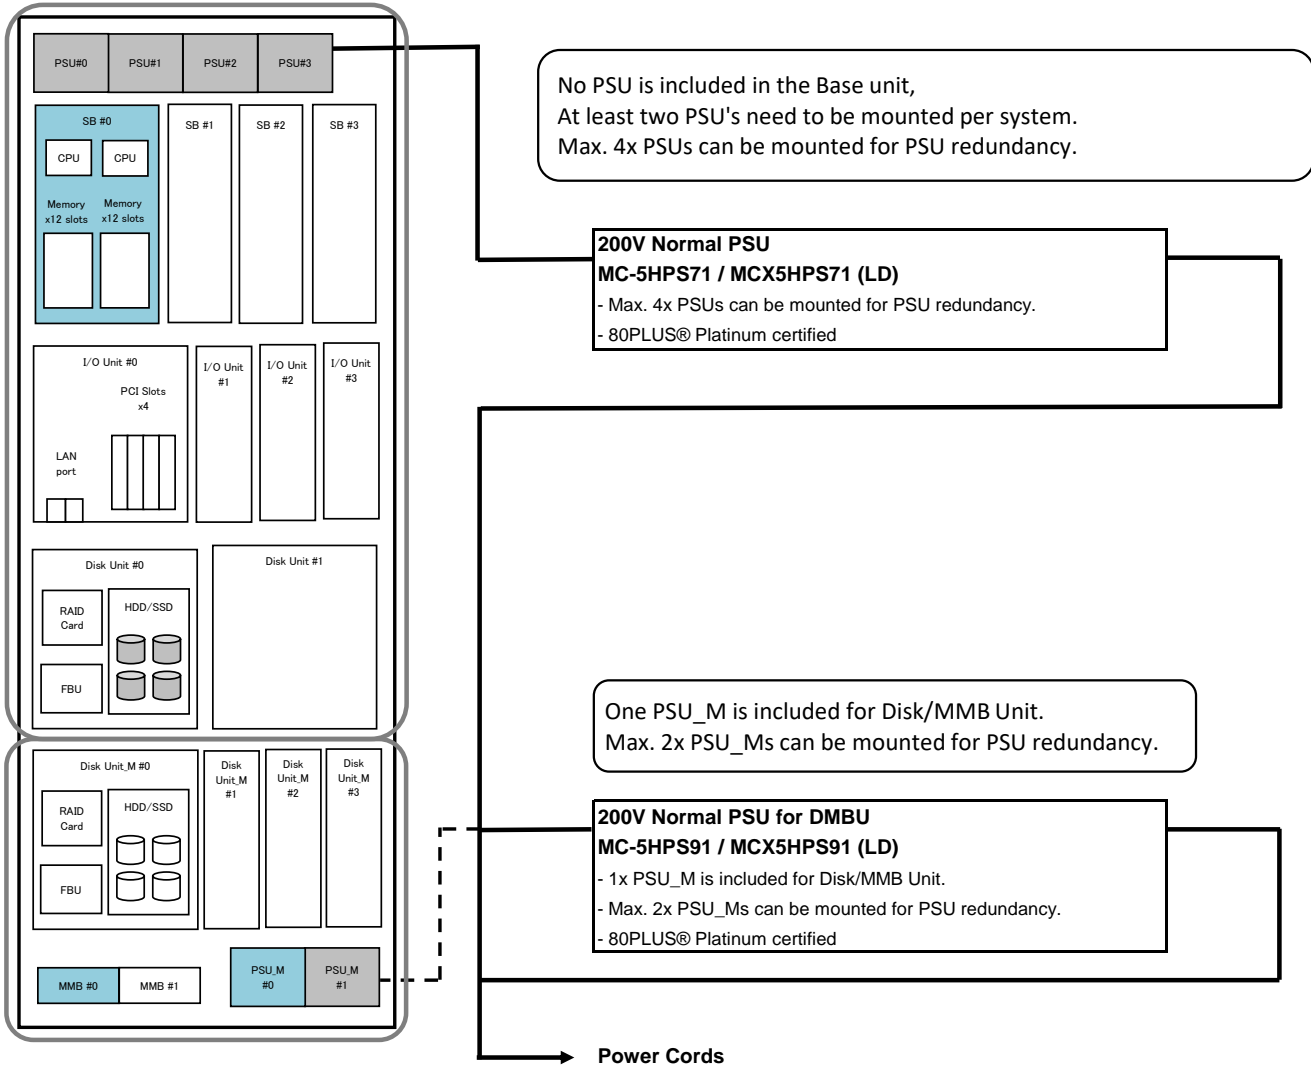 PSU#0 PSU#1 PSU#2 PSU#3
SB #0
CPU CPU
Memory x12 slots
Memory x12 slots
SB #1
SB #2
SB #3
I/O Unit #0
PCI Slots
x4
LAN
port
I/O Unit
#1
I/O Unit
#2
I/O Unit
#3
Disk Unit #0
RAID
Card
HDD/SSD
FBU
Disk Unit #1
Disk Unit_M #0
RAID
Card
HDD/SSD
FBU
Disk
Unit_M
#1
Disk
Unit_M
#2
Disk
Unit_M
#3
MMB #0 MMB #1
PSU_M
#0
PSU_M
#1
No PSU is included in the Base unit,
At least two PSU's need to be mounted per system.
Max. 4x PSUs can be mounted for PSU redundancy.
200V Normal PSU
MC-5HPS71 / MCX5HPS71 (LD)
- Max. 4x PSUs can be mounted for PSU redundancy.
- 80PLUS® Platinum certified
One PSU_M is included for Disk/MMB Unit.
Max. 2x PSU_Ms can be mounted for PSU redundancy.
200V Normal PSU for DMBU
MC-5HPS91 / MCX5HPS91 (LD)
- 1x PSU_M is included for Disk/MMB Unit.
- Max. 2x PSU_Ms can be mounted for PSU redundancy.
- 80PLUS® Platinum certified
Power Cords